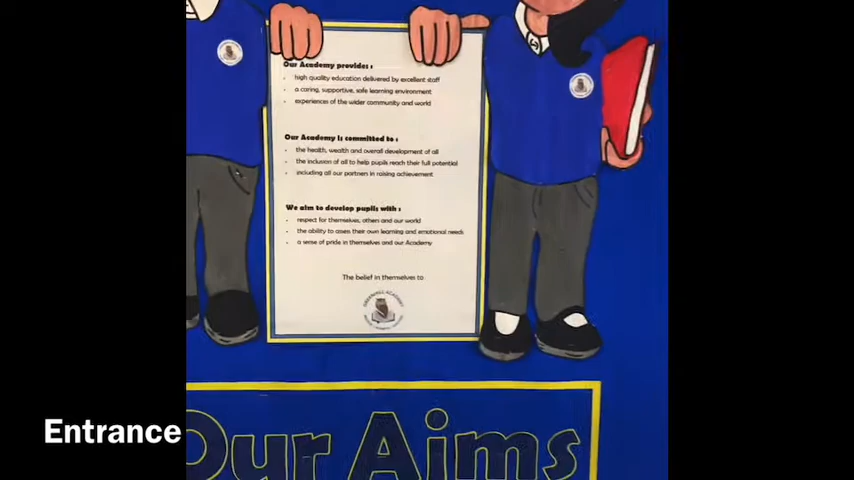 Our Academy provides :
· high quality education delivered by excellent staff
· a caring, supportive, safe learning environment
· experiences of the wider community and world
Our Academy Is committed to :
· the health, wealth and overall development of all
· the inclusion of all to help pupils reach their full potential
· including all our partners in raising achievement
We aim to develop pupils with :
· respect for themselves, others and our world
· the ability to asses their own learning and emotional needs
· a sense of pride in themselves and our Academy
The belief in themselves to
GREENHILL ACADEMY
Our Aims
Entrance